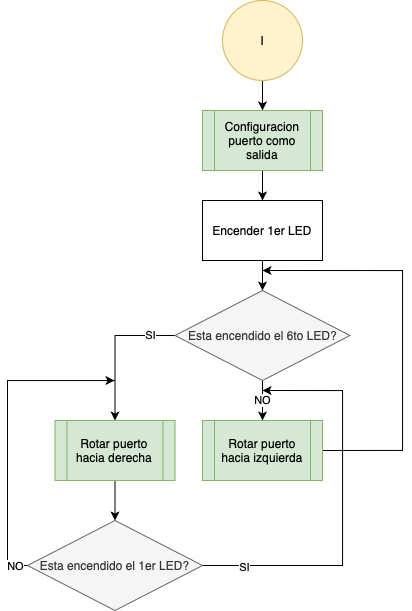 I
Configuracion
puerto como
salida
Encender 1er LED
Esta encendido el 6to LED?
SI
NO
Rotar puerto
hacia derecha
Rotar puerto
hacia izquierda
Esta encendido el 1er LED?
NO
SI